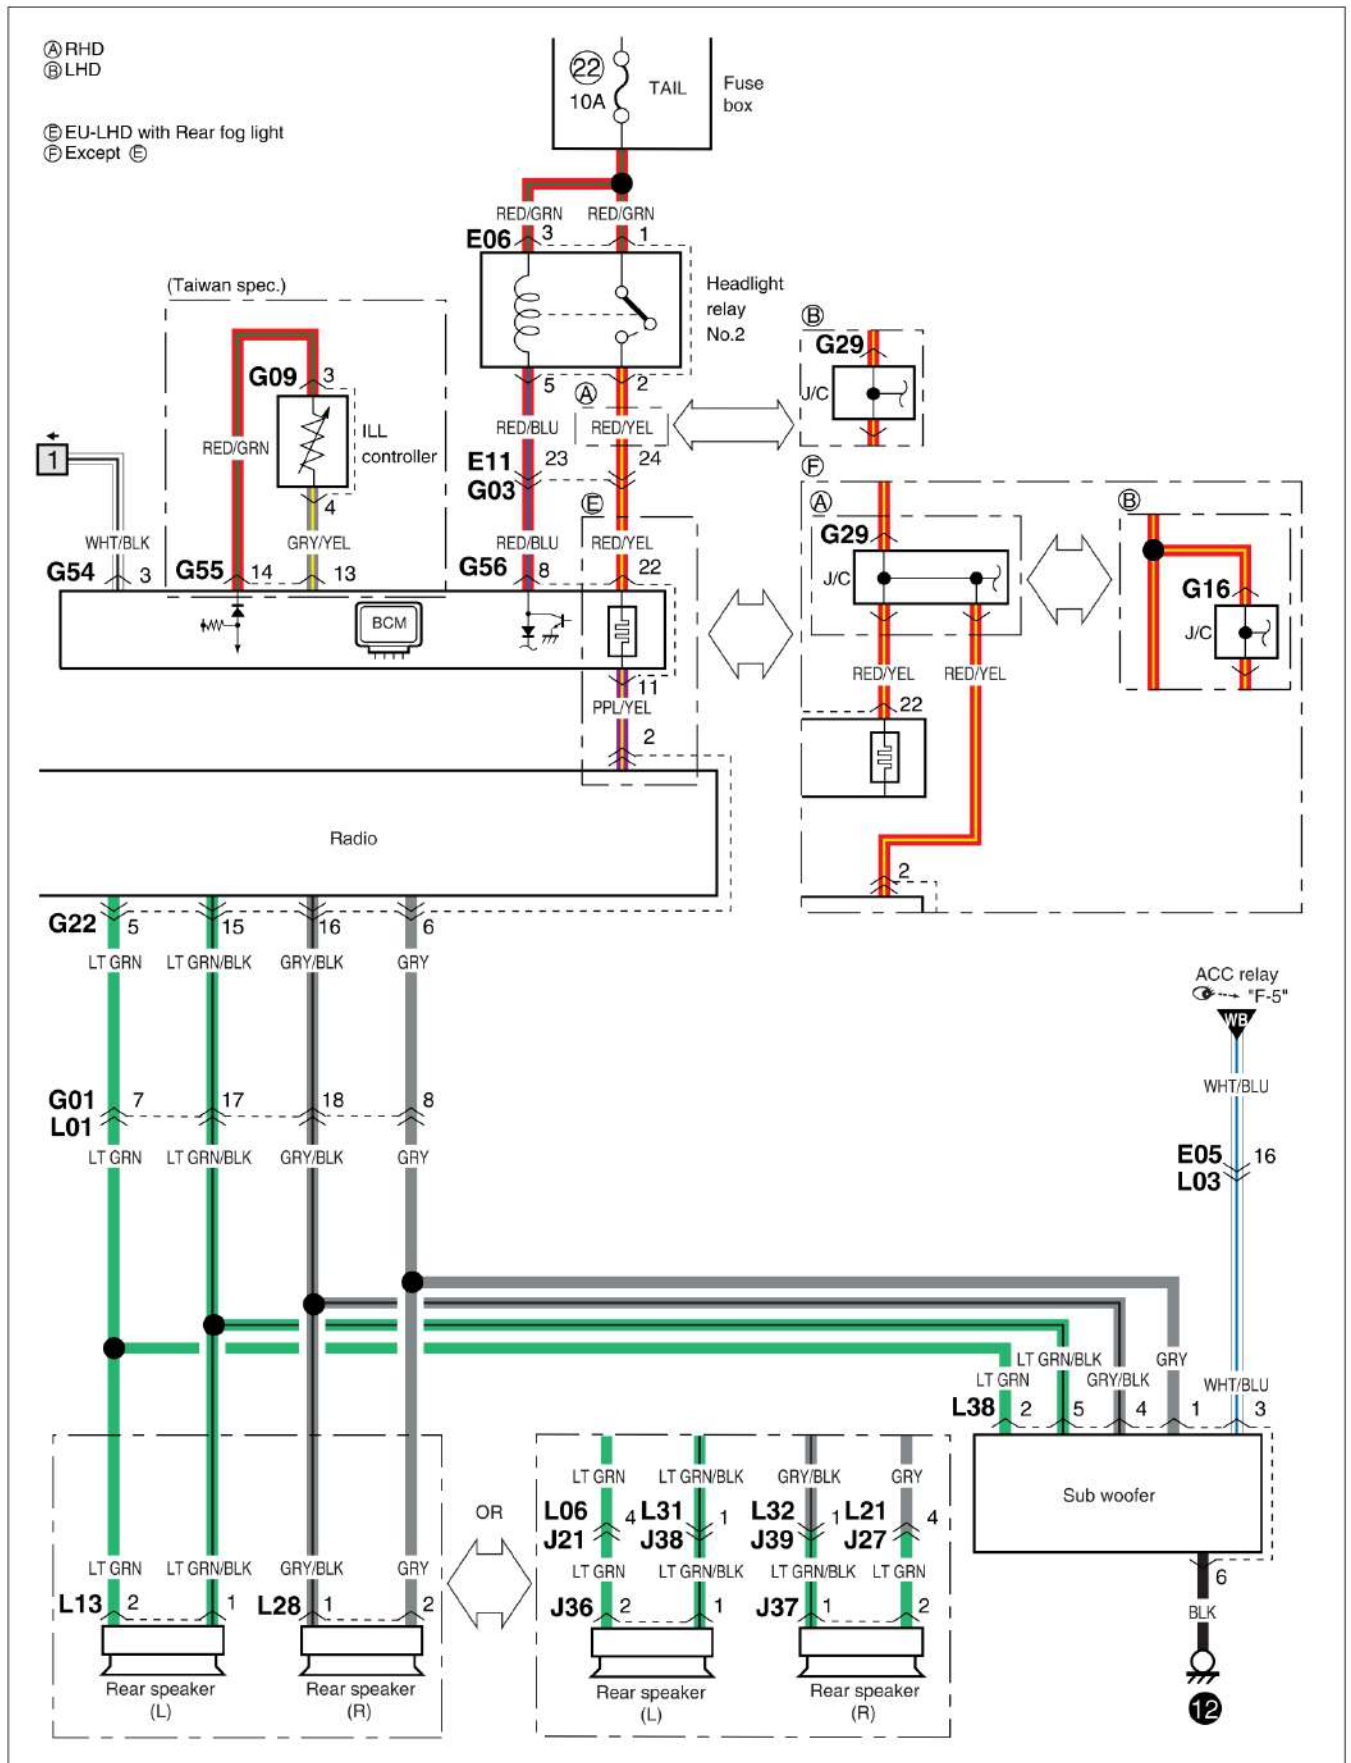 Ⓐ RHD
Ⓑ LHD
Ⓔ EU-LHD with Rear fog light
Ⓕ Except Ⓔ
22
10A
TAIL
Fuse
box
RED/GRN RED/GRN
E06 3 1
Headlight
relay
No.2
(Taiwan spec.)
G09 3
ILL
controller
RED/GRN
4
1
WHT/BLK
GRY/YEL
G54 3
G55 14 13
5 2
Ⓐ
RED/BLU RED/YEL
E11 23 24
G03
Ⓔ
RED/BLU RED/YEL
G56 8 22
BCM
11
PPL/YEL
2
Ⓑ
G29
J/C
Ⓕ
Ⓐ
G29
J/C
Ⓑ
G16
J/C
RED/YEL RED/YEL
22
2
Radio
G22 5 15 16 6
LT GRN LT GRN/BLK GRY/BLK GRY
G01 7 17 18 8
L01
LT GRN LT GRN/BLK GRY/BLK GRY
ACC relay
"F-5"
WB
WHT/BLU
E05 16
L03
LT GRN/BLK GRY
LT GRN GRY/BLK WHT/BLU
L38 2 5 4 1 3
Sub woofer
6
BLK
12
LT GRN LT GRN/BLK GRY/BLK GRY
L13 2 1 L28 1 2
Rear speaker
(L)
Rear speaker
(R)
OR
LT GRN LT GRN/BLK GRY/BLK GRY
L06 4 L31 1 L32 1 L21 4
J21 J38 J39 J27
LT GRN LT GRN/BLK LT GRN/BLK LT GRN
J36 2 1 J37 1 2
Rear speaker
(L)
Rear speaker
(R)